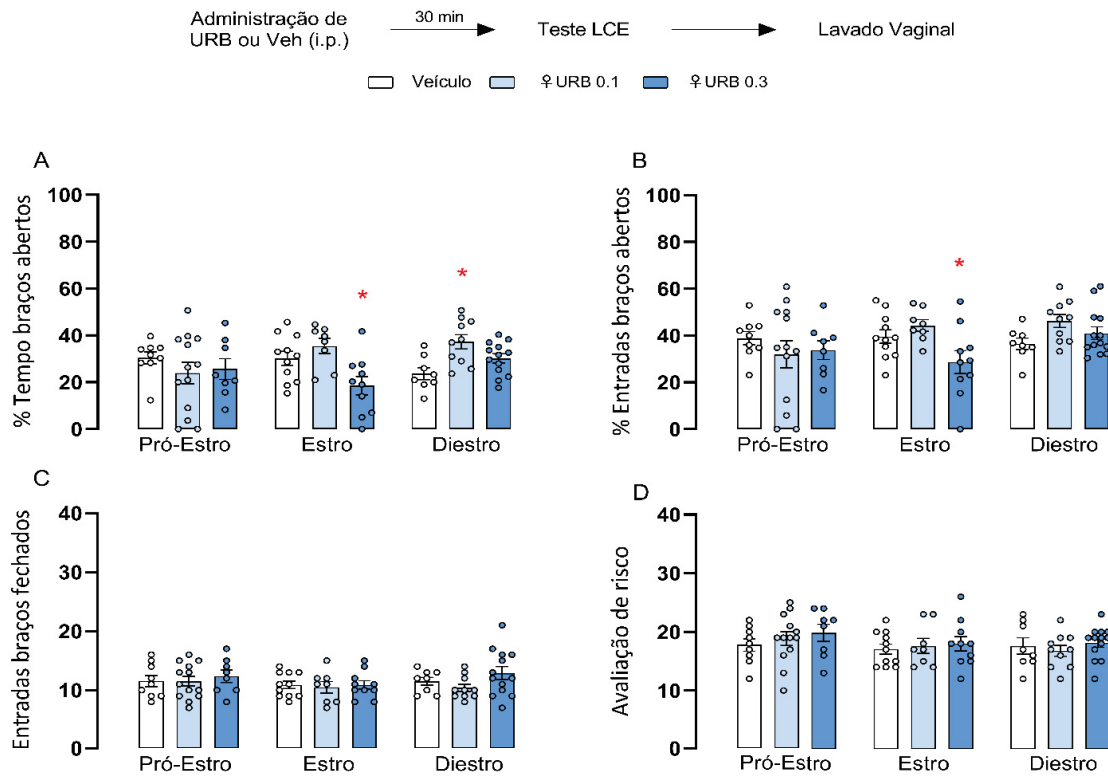 Administração de
URB ou Veh (i.p.)
30 min
Teste LCE
Lavado Vaginal
Veículo
♀URB 0.1
♀URB 0.3
A
% Tempo braços abertos
100
80
60
40
20
0
*
*
Pró-Estro
Estro
Diestro
B
% Entradas braços abertos
100
80
60
40
20
0
*
Pró-Estro
Estro
Diestro
C
Entradas braços fechados
40
30
20
10
0
Pró-Estro
Estro
Diestro
D
Avaliação de risco
40
30
20
10
0
Pró-Estro
Estro
Diestro